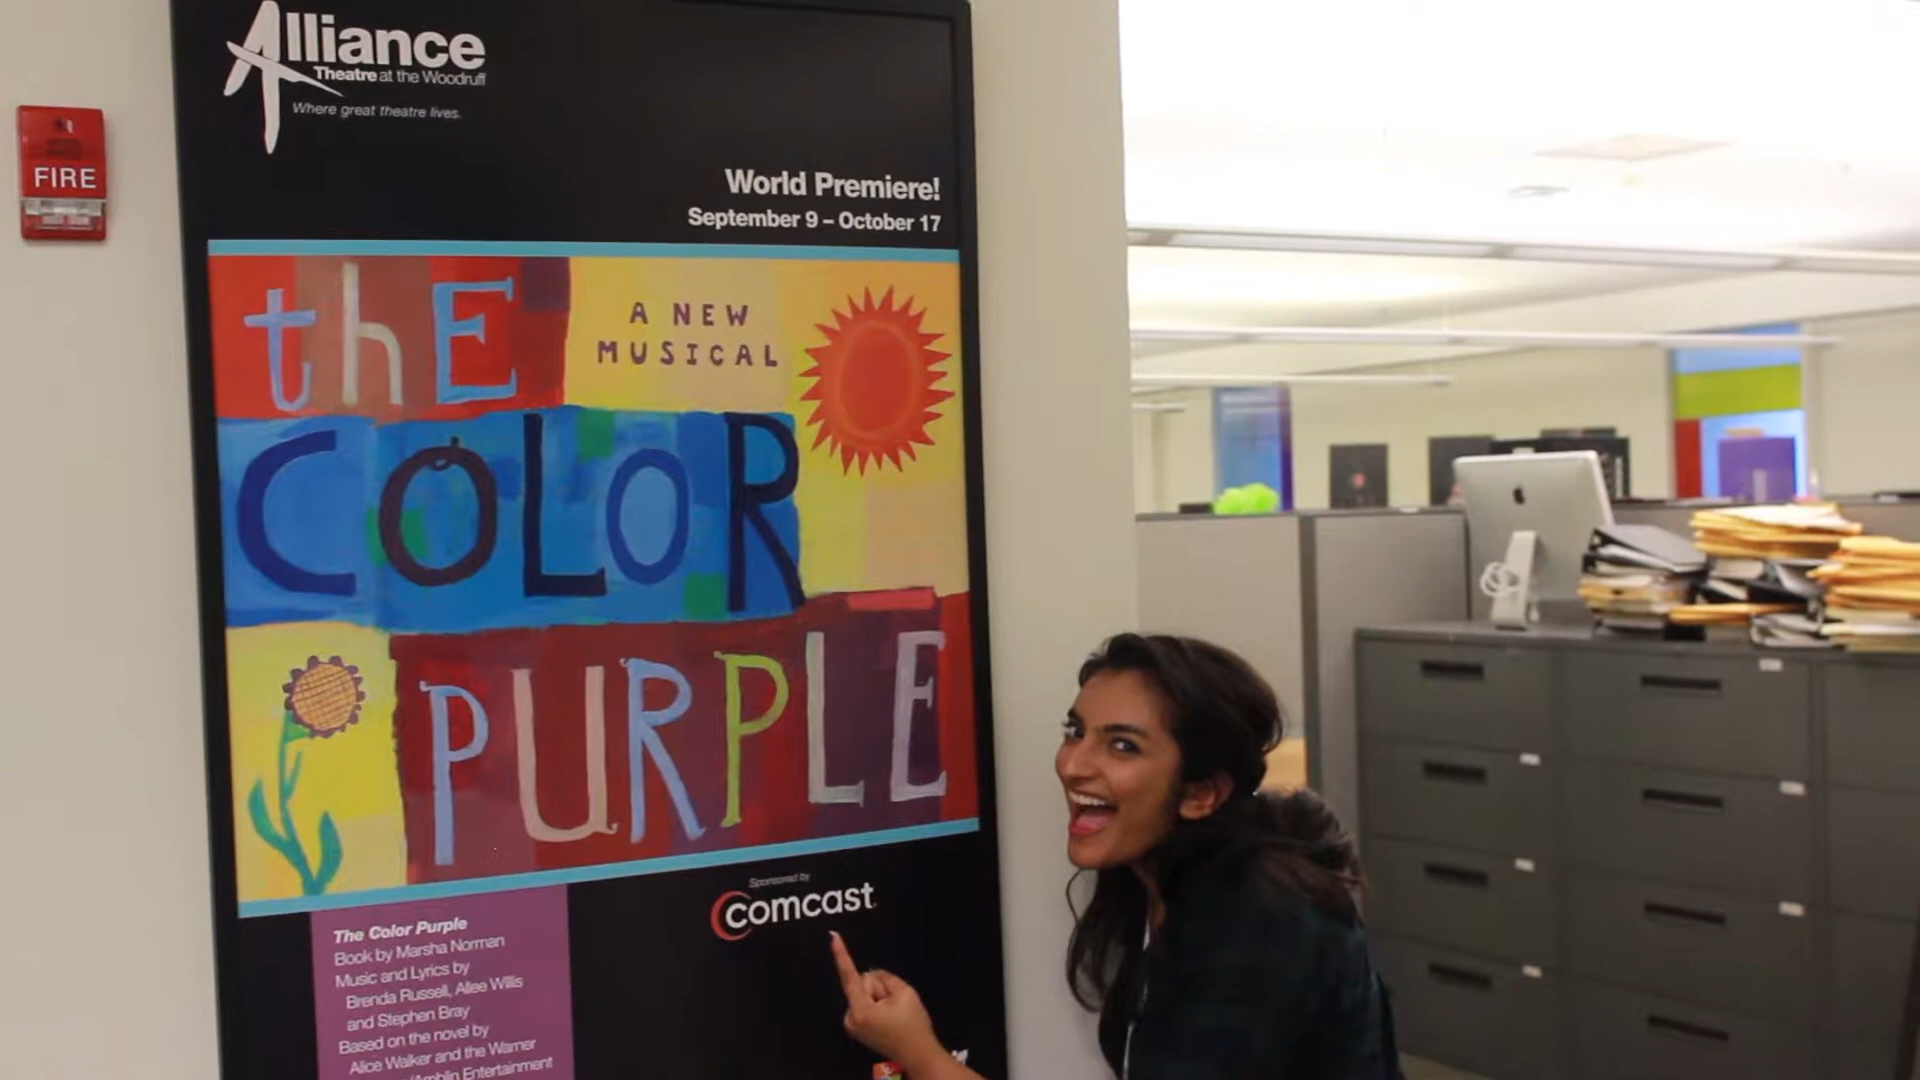 Alliance
Theatre at the Woodruff
Where great theatre lives.
FIRE
World Premiere!
September 9 – October 17
thE
A NEW
MUSICAL
COLOR
PURPLE
Sponsored by
comcast
The Color Purple
Book by Marsha Norman
Music and Lyrics by
Brenda Russell, Allee Willis
and Stephen Bray
Based on the novel by
Alice Walker and the Warner
/Amblin Entertainment